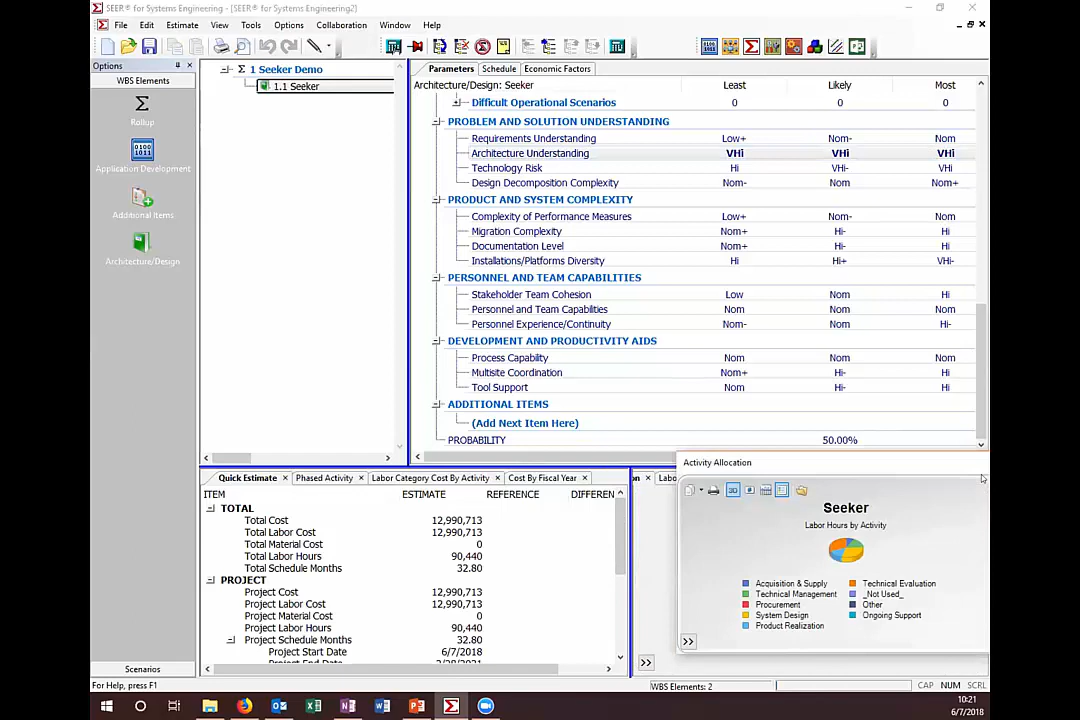 SEER® for Systems Engineering - [SEER® for Systems Engineering2]
File Edit Estimate View Tools Options Collaboration Window Help
Options
WBS Elements
Rollup
Application Development
Additional Items
Architecture/Design
Scenarios
1 Seeker Demo
1.1 Seeker
Parameters Schedule Economic Factors
Architecture/Design: Seeker Least Likely Most
Difficult Operational Scenarios 0 0 0
PROBLEM AND SOLUTION UNDERSTANDING
Requirements Understanding Low+ Nom- Nom
Architecture Understanding VHi VHi VHi
Technology Risk Hi VHi- VHi
Design Decomposition Complexity Nom- Nom Nom+
PRODUCT AND SYSTEM COMPLEXITY
Complexity of Performance Measures Low+ Nom- Nom
Migration Complexity Nom+ Hi- Hi
Documentation Level Nom+ Hi- Hi
Installations/Platforms Diversity Hi Hi+ VHi-
PERSONNEL AND TEAM CAPABILITIES
Stakeholder Team Cohesion Low Nom Hi
Personnel and Team Capabilities Nom Nom Nom
Personnel Experience/Continuity Nom- Nom Hi-
DEVELOPMENT AND PRODUCTIVITY AIDS
Process Capability Nom Nom Nom
Multisite Coordination Nom+ Hi- Hi
Tool Support Nom Hi- Hi
ADDITIONAL ITEMS
(Add Next Item Here)
PROBABILITY 50.00%
Quick Estimate Phased Activity Labor Category Cost By Activity Cost By Fiscal Year
ITEM ESTIMATE REFERENCE DIFFEREN
TOTAL
Total Cost 12,990,713
Total Labor Cost 12,990,713
Total Material Cost 0
Total Labor Hours 90,440
Total Schedule Months 32.80
PROJECT
Project Cost 12,990,713
Project Labor Cost 12,990,713
Project Material Cost 0
Project Labor Hours 90,440
Project Schedule Months 32.80
Project Start Date 6/7/2018
on Labo
Activity Allocation
3D
Seeker
Labor Hours by Activity
Acquisition & Supply Technical Evaluation
Technical Management _Not Used_
Procurement Other
System Design Ongoing Support
Product Realization
For Help, press F1 WBS Elements: 2 CAP NUM SCRL
10:21
6/7/2018